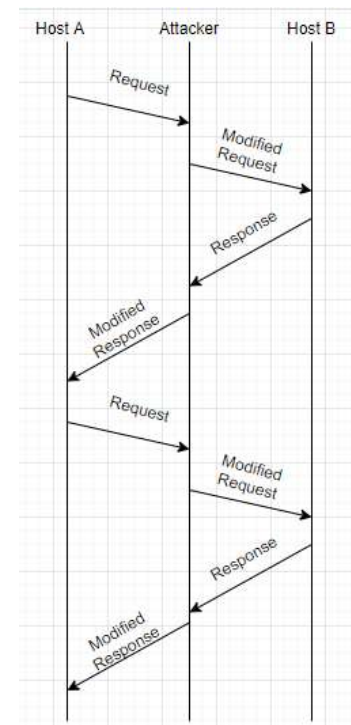 Host A Attacker Host B
Request
Modified
Request
Response
Modified
Response
Request
Modified
Request
Response
Modified
Response